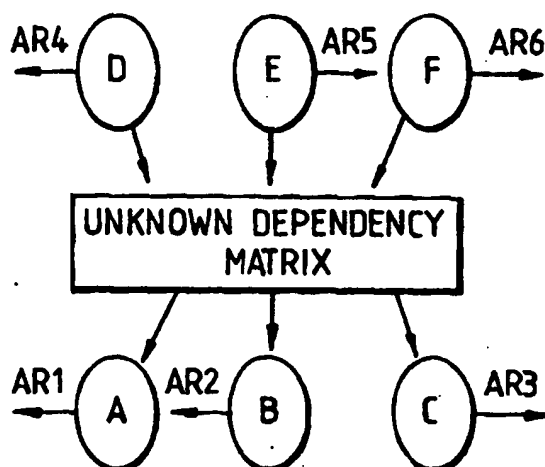 AR4 D E AR5 F AR6
UNKNOWN DEPENDENCY
MATRIX
AR1 A AR2 B C AR3